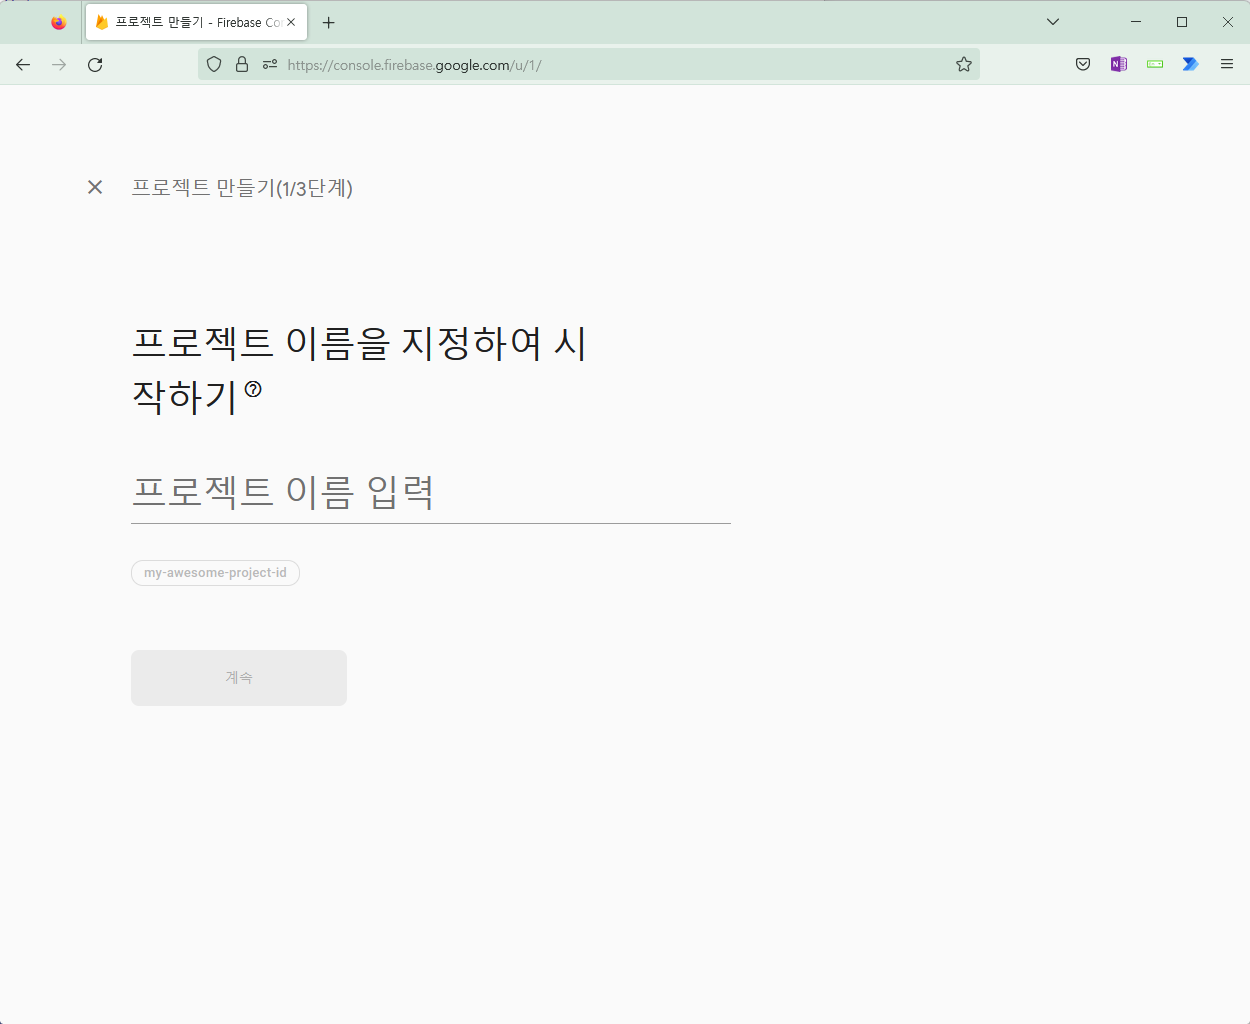 프로젝트 만들기 - Firebase Co
https://console.firebase.google.com/u/1/
프로젝트 만들기(1/3단계)
프로젝트 이름을 지정하여 시
작하기
프로젝트 이름 입력
my-awesome-project-id
계속